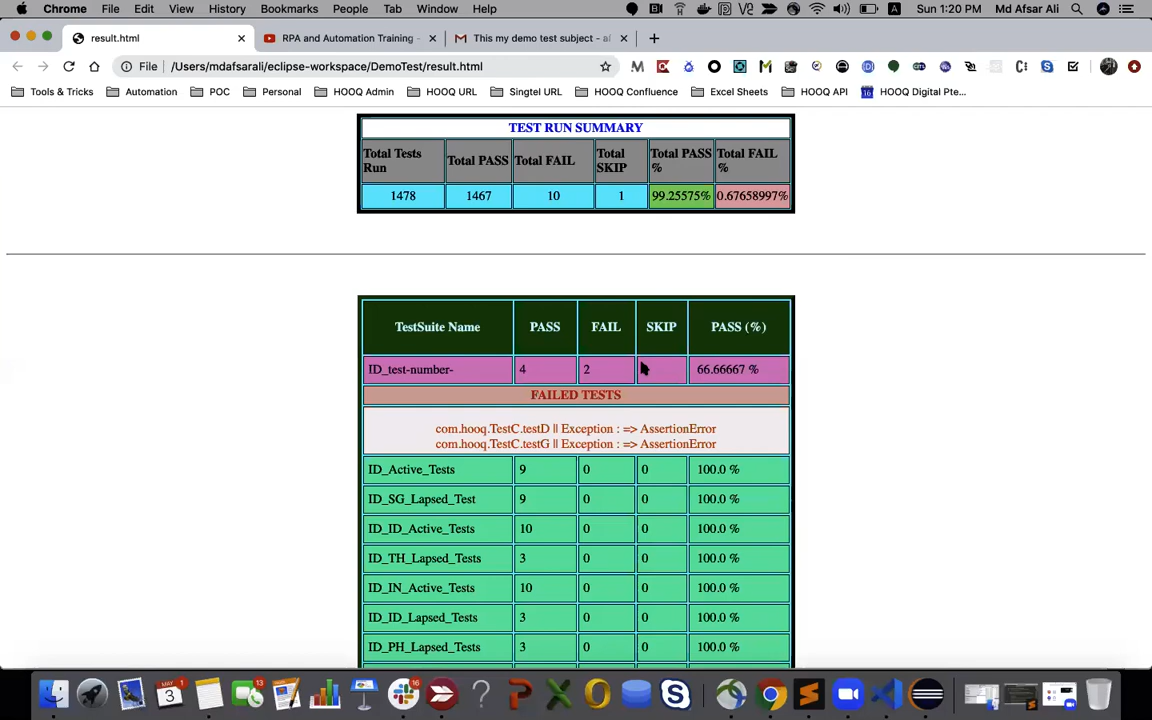 Chrome File Edit View History Bookmarks People Tab Window Help Sun 1:20 PM Md Afsar Ali
result.html RPA and Automation Training - This my demo test subject - al
File /Users/mdafsarali/eclipse-workspace/DemoTest/result.html
Tools & Tricks Automation POC Personal HOOQ Admin HOOQ URL Singtel URL HOOQ Confluence Excel Sheets HOOQ API HOOQ Digital Pte...
TEST RUN SUMMARY
Total Tests Run Total PASS Total FAIL Total SKIP Total PASS % Total FAIL %
1478 1467 10 1 99.25575% 0.67658997%
TestSuite Name PASS FAIL SKIP PASS (%)
ID_test-number- 4 2 66.66667 %
FAILED TESTS
com.hooq.TestC.testD || Exception : => AssertionError
com.hooq.TestC.testG || Exception : => AssertionError
ID_Active_Tests 9 0 0 100.0 %
ID_SG_Lapsed_Test 9 0 0 100.0 %
ID_ID_Active_Tests 10 0 0 100.0 %
ID_TH_Lapsed_Tests 3 0 0 100.0 %
ID_IN_Active_Tests 10 0 0 100.0 %
ID_ID_Lapsed_Tests 3 0 0 100.0 %
ID_PH_Lapsed_Tests 3 0 0 100.0 %